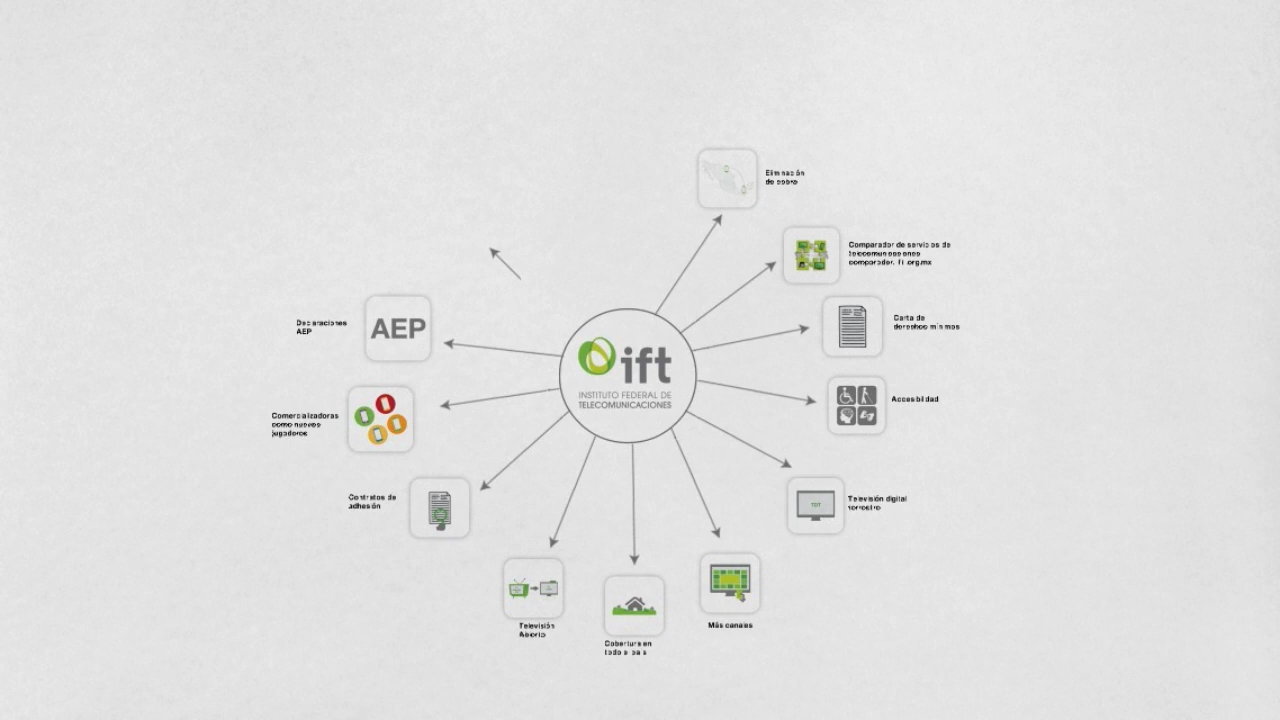 Eliminación
de cobro
Comparador de servicios de
telecomunicaciones
comparador.ift.org.mx
Carta de
derechos mínimos
Accesibilidad
Televisión digital
terrestre
TDT
Más canales
Cobertura en
todo el país
Televisión
Abierta
Contratos de
adhesión
Comercializadoras
como nuevos
jugadores
Declaraciones
AEP
AEP
ift
INSTITUTO FEDERAL DE
TELECOMUNICACIONES